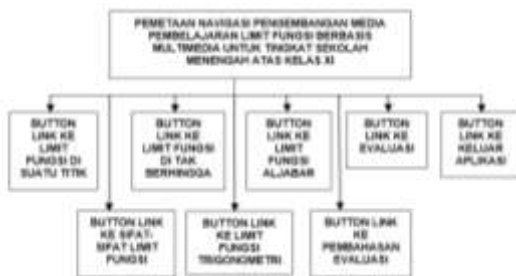 PEMETAAN NAVIGASI PENGEMBANGAN MEDIA
PEMBELAJARAN LIMIT FUNGSI BERBASIS
MULTIMEDIA UNTUK TINGKAT SEKOLAH
MENENGAH ATAS KELAS XI
BUTTON
LINK KE
LIMIT
FUNGSI DI
SUATU TITIK
BUTTON
LINK KE
LIMIT FUNGSI
DI TAK
BERHINGGA
BUTTON
LINK KE
LIMIT
FUNGSI
ALJABAR
BUTTON
LINK KE
EVALUASI
BUTTON
LINK KE
KELUAR
APLIKASI
BUTTON LINK
KE SIFAT-
SIFAT LIMIT
FUNGSI
BUTTON LINK
KE LIMIT
FUNGSI
TRIGONOMETRI
BUTTON LINK
KE
PEMBAHASAN
EVALUASI